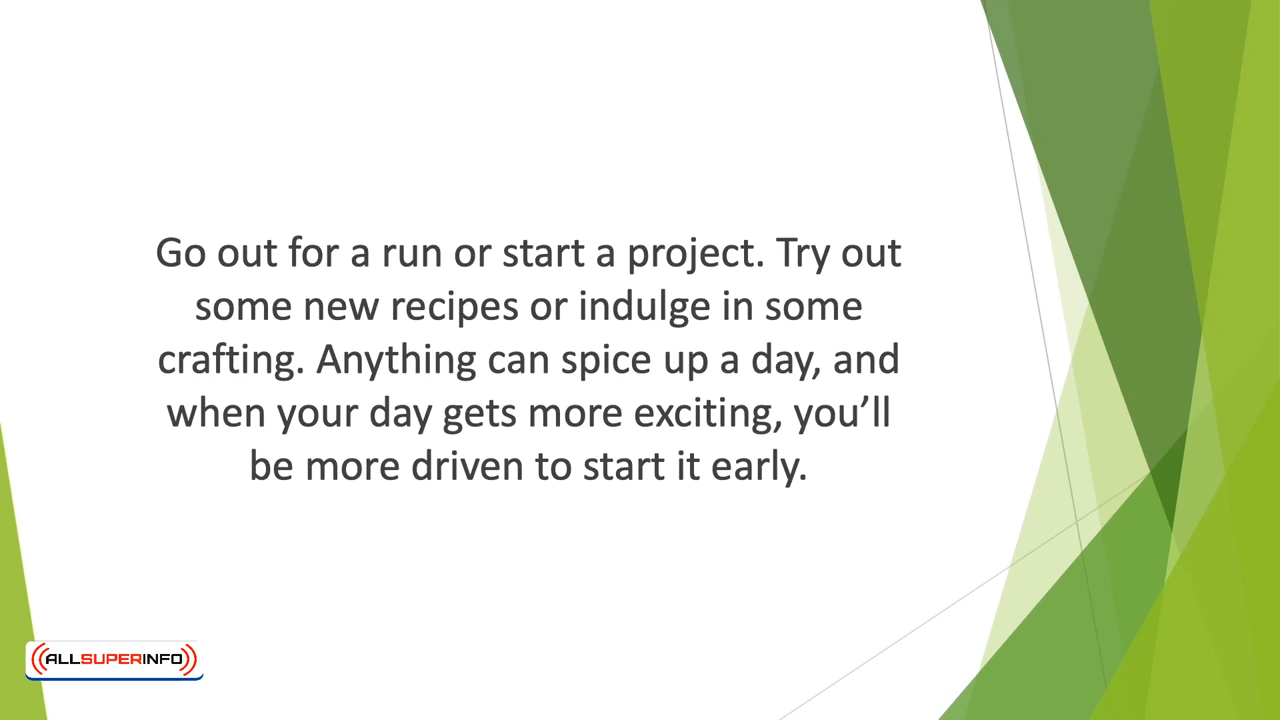 Go out for a run or start a project. Try out
some new recipes or indulge in some
crafting. Anything can spice up a day, and
when your day gets more exciting, you’ll
be more driven to start it early.
ALLSUPERINFO